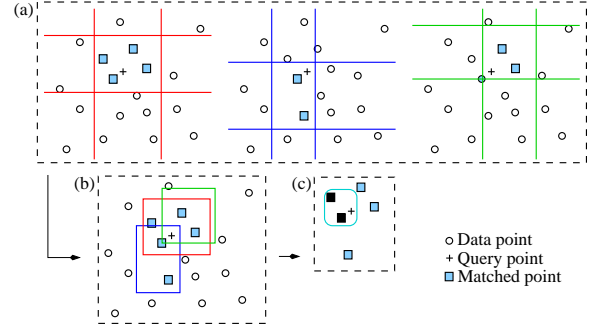 (a)
(b)
(c)
Data point
Query point
Matched point